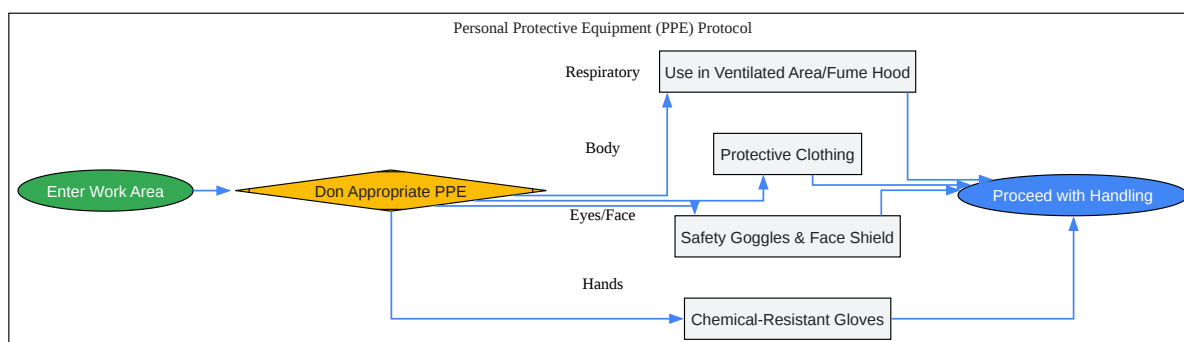 Personal Protective Equipment (PPE) Protocol
Respiratory
Use in Ventilated Area/Fume Hood
Body
Protective Clothing
Enter Work Area
Don Appropriate PPE
Proceed with Handling
Eyes/Face
Safety Goggles & Face Shield
Hands
Chemical-Resistant Gloves